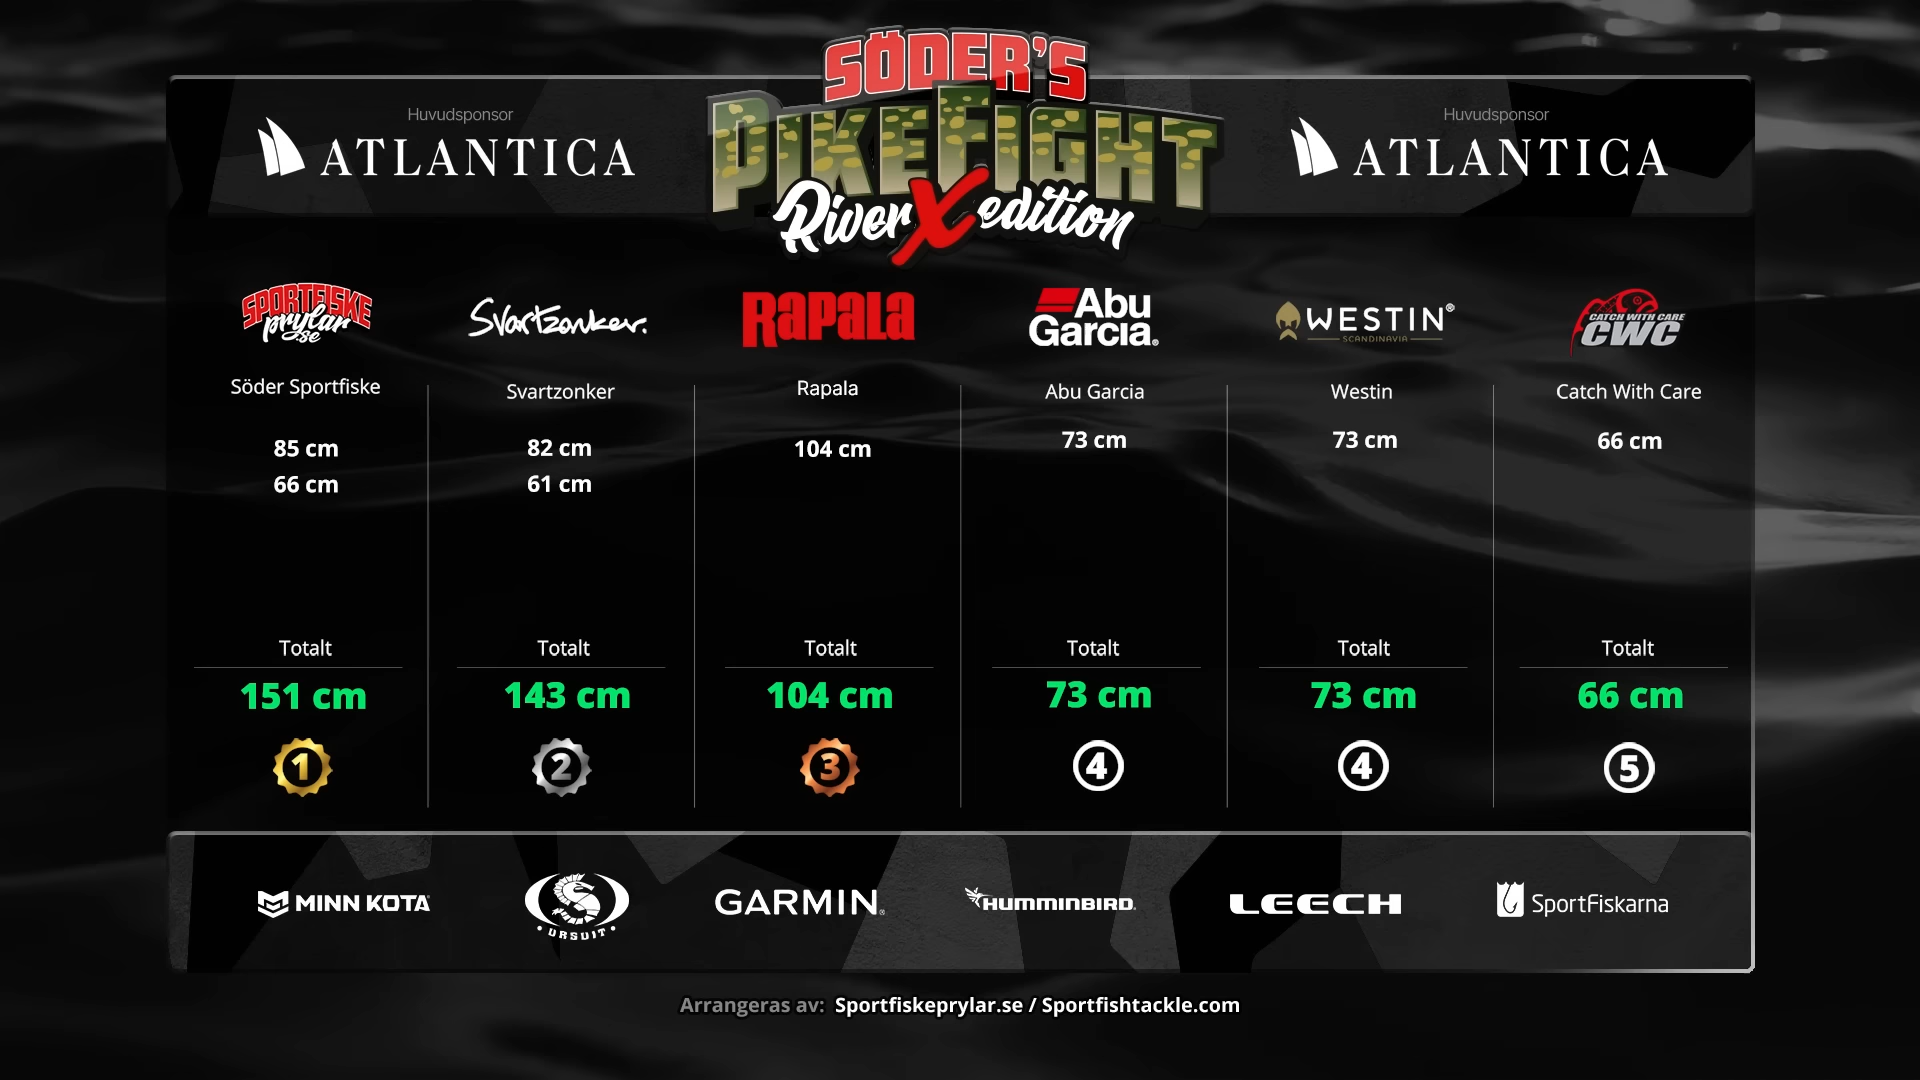 SÖDER'S
PIKEFIGHT
River X edition
Huvudsponsor
ATLANTICA
Huvudsponsor
ATLANTICA
SPORTFISKE
prylar
.se
Svartzonker.
Rapala
Abu
Garcia®
WESTIN®
SCANDINAVIA
CATCH WITH CARE
CWC
Söder Sportfiske
Svartzonker
Rapala
Abu Garcia
Westin
Catch With Care
85 cm
82 cm
104 cm
73 cm
73 cm
66 cm
66 cm
61 cm
Totalt
Totalt
Totalt
Totalt
Totalt
Totalt
151 cm
143 cm
104 cm
73 cm
73 cm
66 cm
1
2
3
4
4
5
MINN KOTA
URSUIT
GARMIN®
HUMMINBIRD®
LEECH
SportFiskarna
Arrangeras av: Sportfiskeprylar.se / Sportfishtackle.com